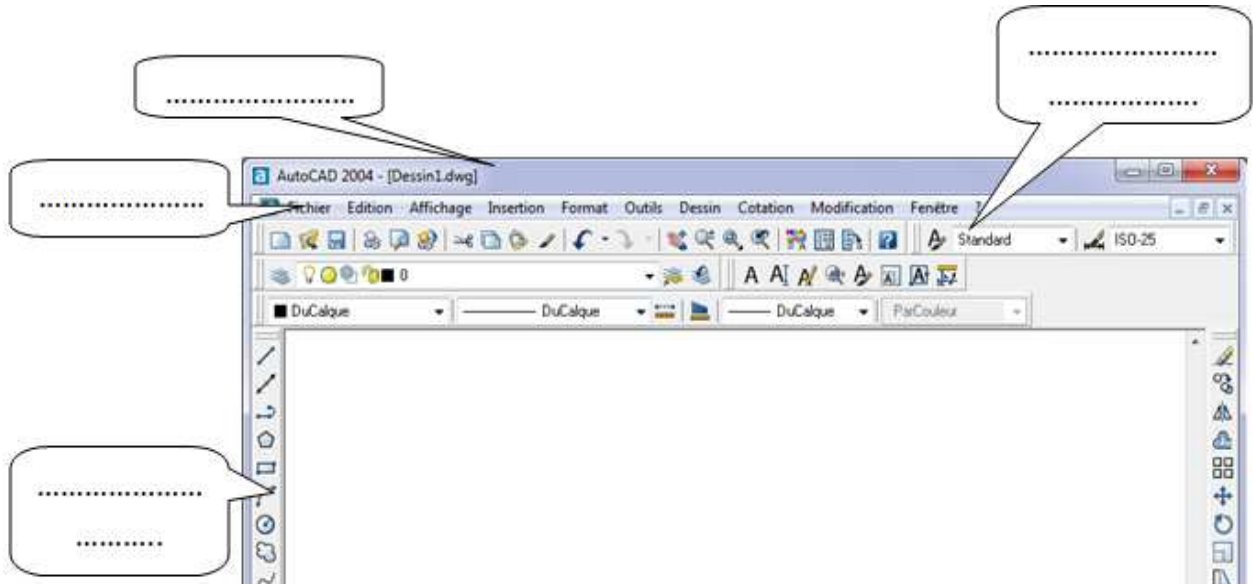 ........................
...................
........................
AutoCAD 2004 - [Dessin1.dwg]
.....................
Fichier Edition Affichage Insertion Format Outils Dessin Cotation Modification Fenêtre ?
Standard ISO-25
0 A
DuCalque DuCalque DuCalque ParCouleur
.....................
...........